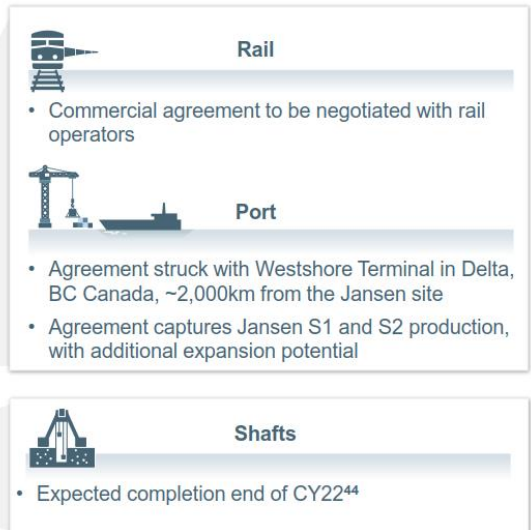 Rail
• Commercial agreement to be negotiated with rail
operators
Port
• Agreement struck with Westshore Terminal in Delta,
BC Canada, ~2,000km from the Jansen site
• Agreement captures Jansen S1 and S2 production,
with additional expansion potential
Shafts
• Expected completion end of CY22⁴⁴